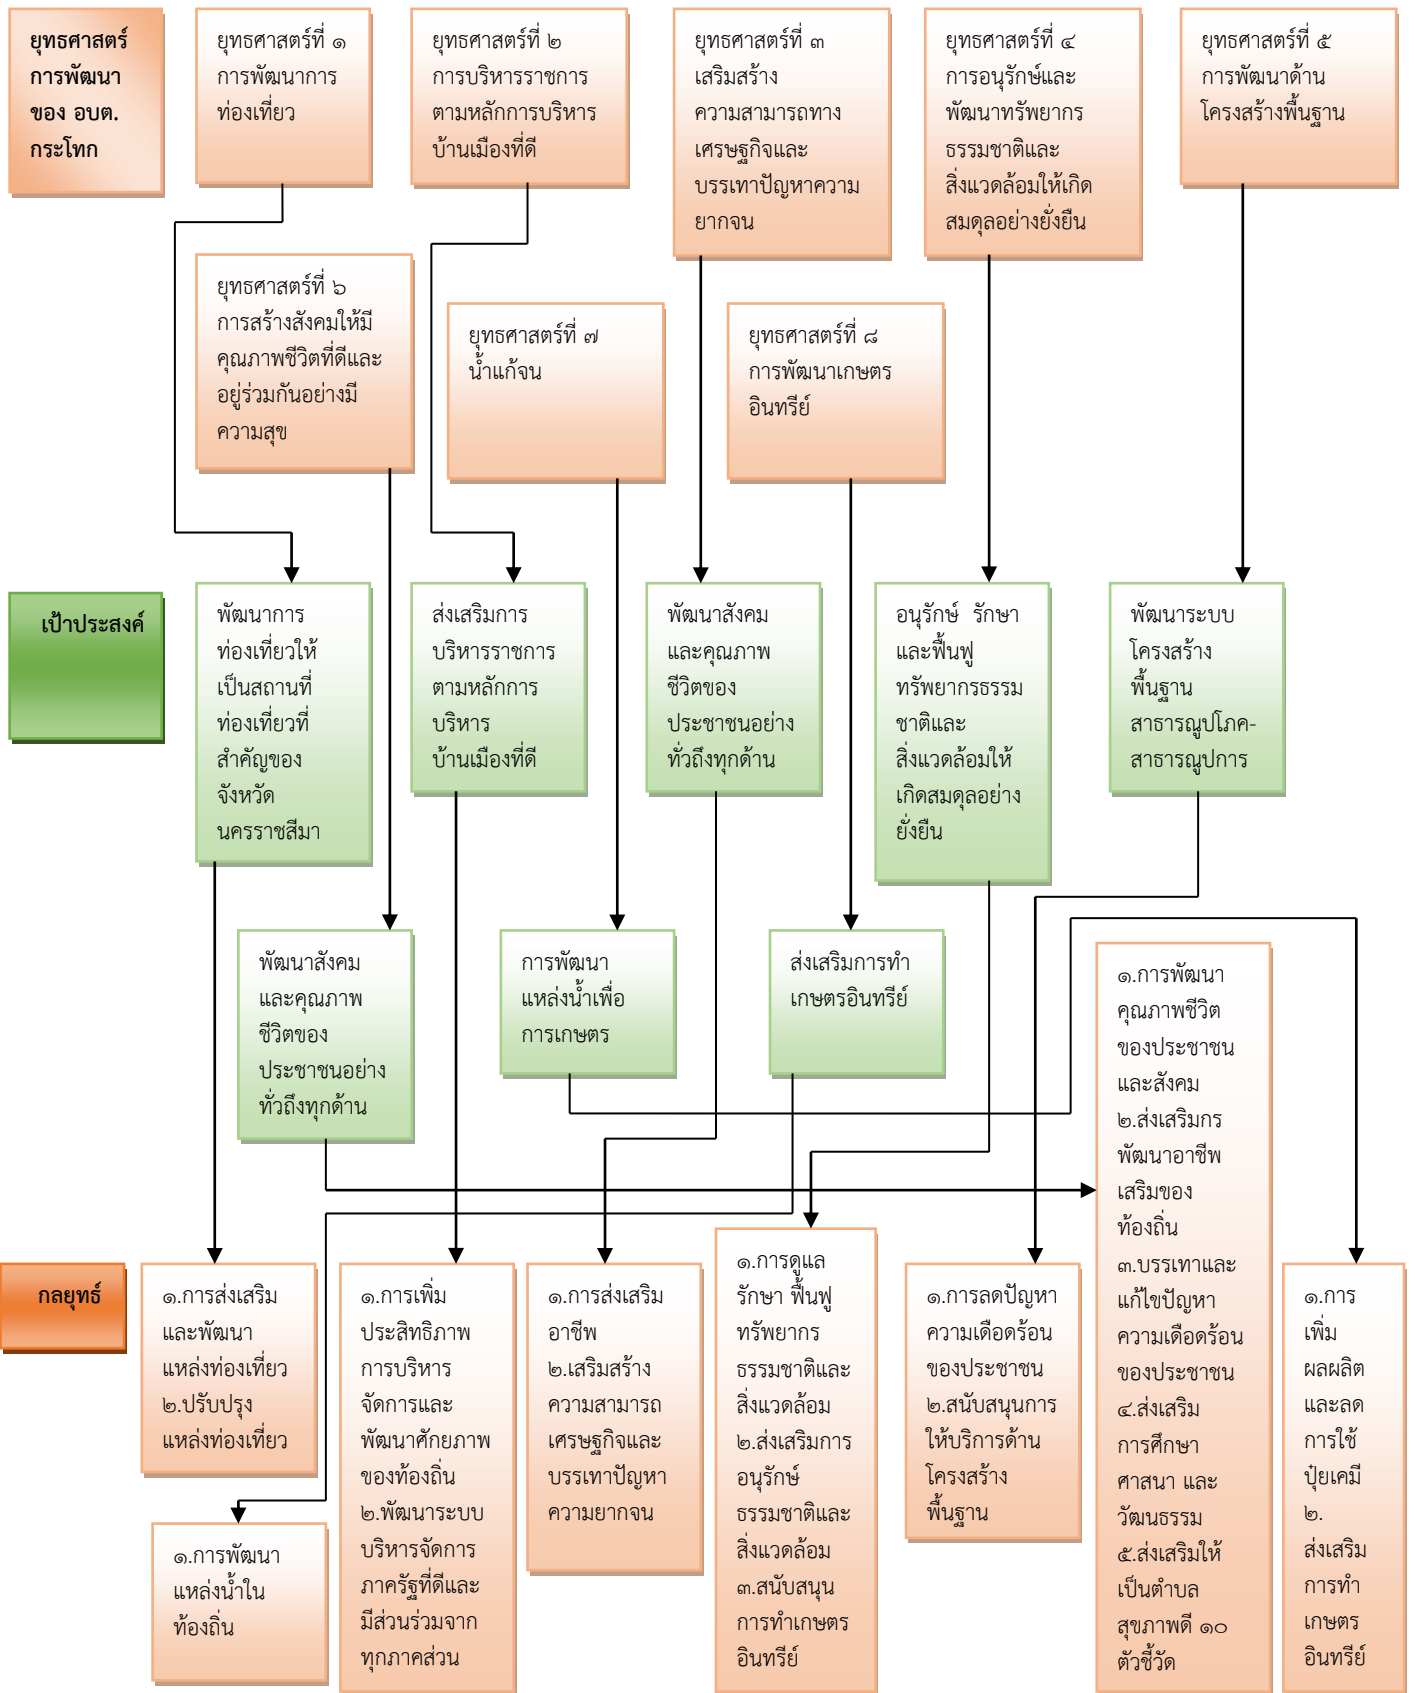 ยุทธศาสตร์
การพัฒนา
ของ อบต.
กระโทก
ยุทธศาสตร์ที่ ๑
การพัฒนาการ
ท่องเที่ยว
ยุทธศาสตร์ที่ ๒
การบริหารราชการ
ตามหลักการบริหาร
บ้านเมืองที่ดี
ยุทธศาสตร์ที่ ๓
เสริมสร้าง
ความสามารถทาง
เศรษฐกิจและ
บรรเทาปัญหาความ
ยากจน
ยุทธศาสตร์ที่ ๔
การอนุรักษ์และ
พัฒนาทรัพยากร
ธรรมชาติและ
สิ่งแวดล้อมให้เกิด
สมดุลอย่างยั่งยืน
ยุทธศาสตร์ที่ ๕
การพัฒนาด้าน
โครงสร้างพื้นฐาน
ยุทธศาสตร์ที่ ๖
การสร้างสังคมให้มี
คุณภาพชีวิตที่ดีและ
อยู่ร่วมกันอย่างมี
ความสุข
ยุทธศาสตร์ที่ ๗
น้ำแก้จน
ยุทธศาสตร์ที่ ๘
การพัฒนาเกษตร
อินทรีย์
เป้าประสงค์
พัฒนาการ
ท่องเที่ยวให้
เป็นสถานที่
ท่องเที่ยวที่
สำคัญของ
จังหวัด
นครราชสีมา
ส่งเสริมการ
บริหารราชการ
ตามหลักการ
บริหาร
บ้านเมืองที่ดี
พัฒนาสังคม
และคุณภาพ
ชีวิตของ
ประชาชนอย่าง
ทั่วถึงทุกด้าน
อนุรักษ์ รักษา
และฟื้นฟู
ทรัพยากรธรรม
ชาติและ
สิ่งแวดล้อมให้
เกิดสมดุลอย่าง
ยั่งยืน
พัฒนาระบบ
โครงสร้าง
พื้นฐาน
สาธารณูปโภค-
สาธารณูปการ
พัฒนาสังคม
และคุณภาพ
ชีวิตของ
ประชาชนอย่าง
ทั่วถึงทุกด้าน
การพัฒนา
แหล่งน้ำเพื่อ
การเกษตร
ส่งเสริมการทำ
เกษตรอินทรีย์
กลยุทธ์
๑.การส่งเสริม
และพัฒนา
แหล่งท่องเที่ยว
๒.ปรับปรุง
แหล่งท่องเที่ยว
๑.การเพิ่ม
ประสิทธิภาพ
การบริหาร
จัดการและ
พัฒนาศักยภาพ
ของท้องถิ่น
๒.พัฒนาระบบ
บริหารจัดการ
ภาครัฐที่ดีและ
มีส่วนร่วมจาก
ทุกภาคส่วน
๑.การส่งเสริม
อาชีพ
๒.เสริมสร้าง
ความสามารถ
เศรษฐกิจและ
บรรเทาปัญหา
ความยากจน
๑.การดูแล
รักษา ฟื้นฟู
ทรัพยากร
ธรรมชาติและ
สิ่งแวดล้อม
๒.ส่งเสริมการ
อนุรักษ์
ธรรมชาติและ
สิ่งแวดล้อม
๓.สนับสนุน
การทำเกษตร
อินทรีย์
๑.การลดปัญหา
ความเดือดร้อน
ของประชาชน
๒.สนับสนุนการ
ให้บริการด้าน
โครงสร้าง
พื้นฐาน
๑.การพัฒนา
คุณภาพชีวิต
ของประชาชน
และสังคม
๒.ส่งเสริมกร
พัฒนาอาชีพ
เสริมของ
ท้องถิ่น
๓.บรรเทาและ
แก้ไขปัญหา
ความเดือดร้อน
ของประชาชน
๔.ส่งเสริม
การศึกษา
ศาสนา และ
วัฒนธรรม
๕.ส่งเสริมให้
เป็นตำบล
สุขภาพดี ๑๐
ตัวชี้วัด
๑.การ
เพิ่ม
ผลผลิต
และลด
การใช้
ปุ๋ยเคมี
๒.
ส่งเสริม
การทำ
เกษตร
อินทรีย์
๑.การพัฒนา
แหล่งน้ำใน
ท้องถิ่น